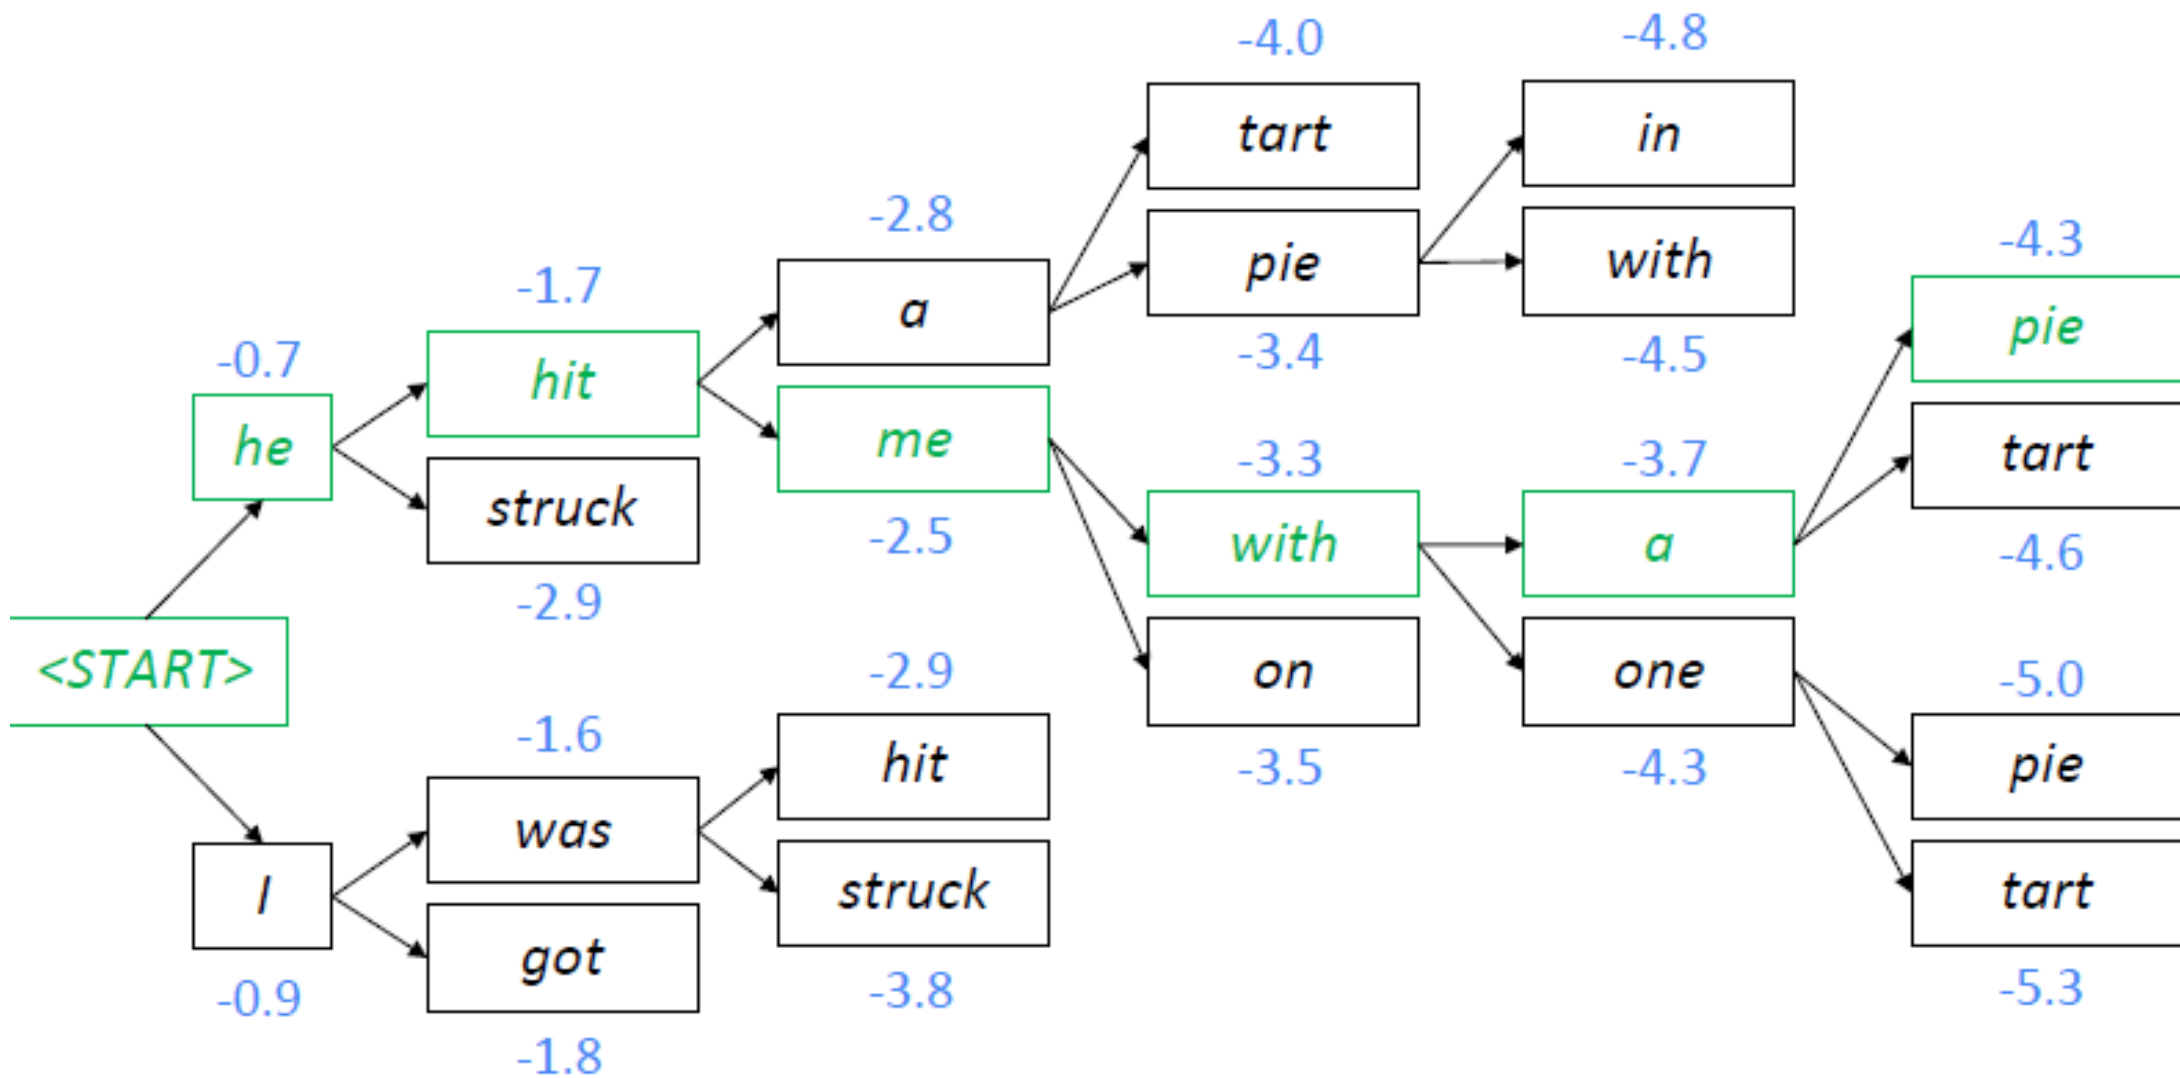 -4.0
-4.8
tart
in
-2.8
pie
with
-4.3
-1.7
a
-3.4
-4.5
pie
-0.7
hit
me
-3.3
-3.7
tart
he
struck
-2.5
with
a
-4.6
-2.9
<START>
-2.9
on
one
-5.0
-1.6
hit
-3.5
-4.3
pie
was
I
struck
tart
got
-0.9
-3.8
-5.3
-1.8